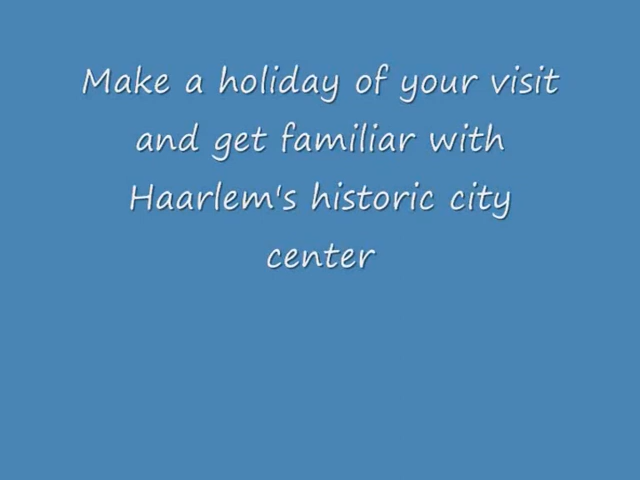 Make a holiday of your visit
and get familiar with
Haarlem's historic city
center